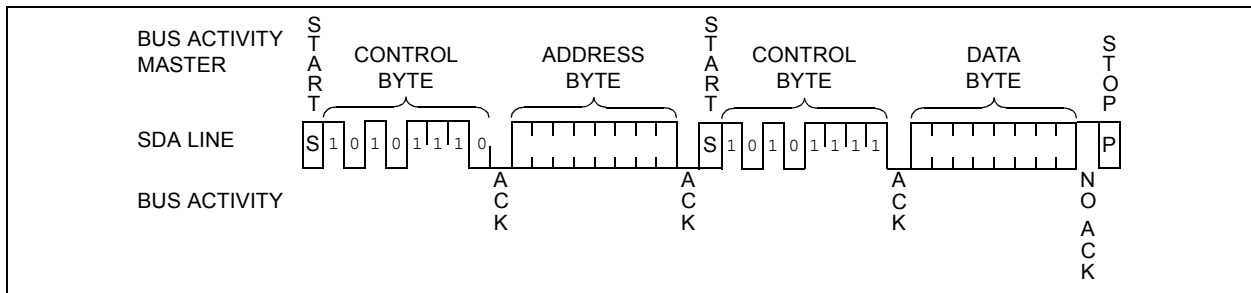 BUS ACTIVITY
MASTER
START
CONTROL
BYTE
ADDRESS
BYTE
START
CONTROL
BYTE
DATA
BYTE
STOP
SDA LINE
S 1 0 1 0 1 1 1 0
S 1 0 1 0 1 1 1 1
P
BUS ACTIVITY
ACK
ACK
ACK
NO ACK